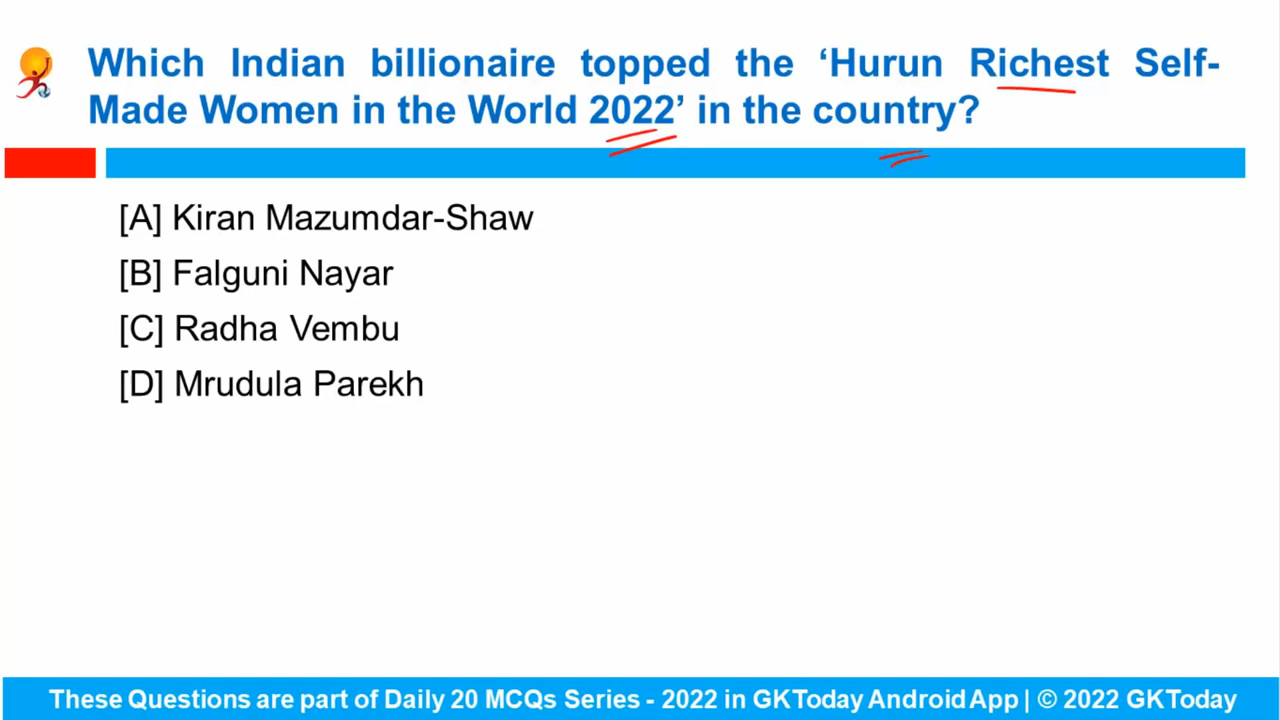 Which Indian billionaire topped the ‘Hurun Richest Self-
Made Women in the World 2022’ in the country?
[A] Kiran Mazumdar-Shaw
[B] Falguni Nayar
[C] Radha Vembu
[D] Mrudula Parekh
These Questions are part of Daily 20 MCQs Series - 2022 in GKToday Android App | © 2022 GKToday